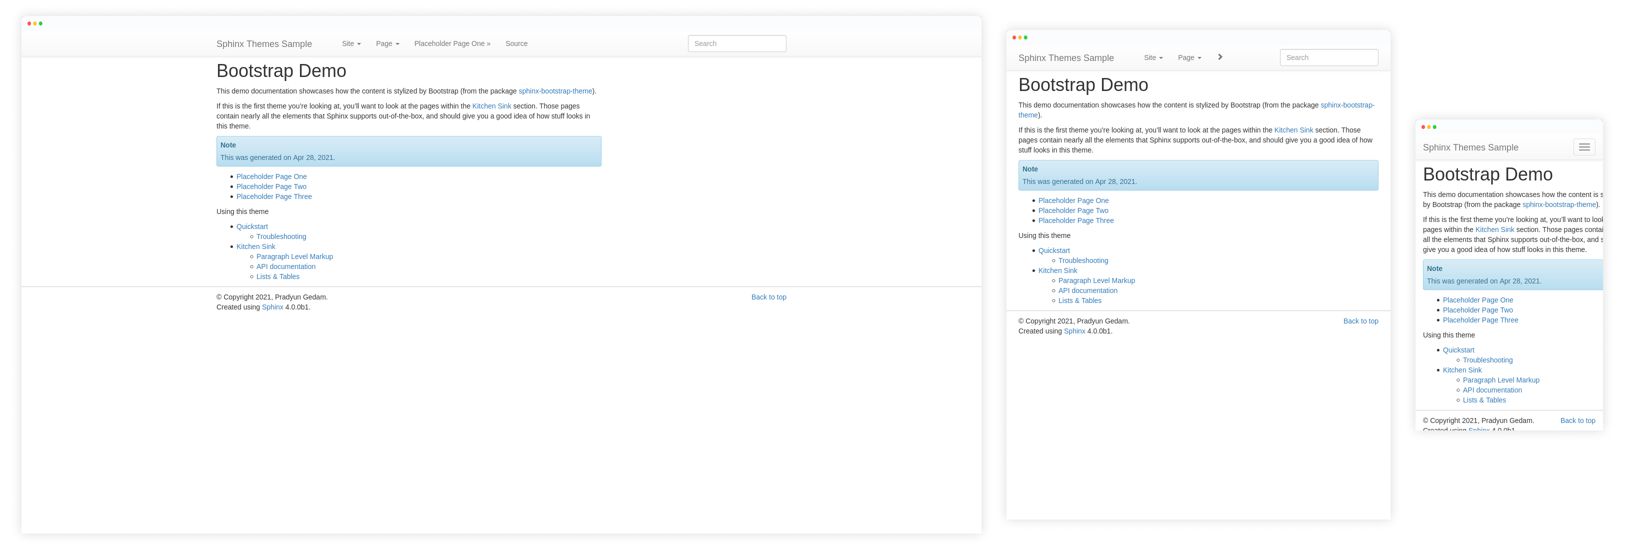 Sphinx Themes Sample Site Page Placeholder Page One » Source Search
Bootstrap Demo
This demo documentation showcases how the content is stylized by Bootstrap (from the package sphinx-bootstrap-theme).
If this is the first theme you're looking at, you'll want to look at the pages within the Kitchen Sink section. Those pages
contain nearly all the elements that Sphinx supports out-of-the-box, and should give you a good idea of how stuff looks in
this theme.
Note
This was generated on Apr 28, 2021.
Placeholder Page One
Placeholder Page Two
Placeholder Page Three
Using this theme
Quickstart
Troubleshooting
Kitchen Sink
Paragraph Level Markup
API documentation
Lists & Tables
© Copyright 2021, Pradyun Gedam. Back to top
Created using Sphinx 4.0.0b1.
Sphinx Themes Sample Site Page Search
Bootstrap Demo
This demo documentation showcases how the content is stylized by Bootstrap (from the package sphinx-bootstrap-
theme).
If this is the first theme you're looking at, you'll want to look at the pages within the Kitchen Sink section. Those
pages contain nearly all the elements that Sphinx supports out-of-the-box, and should give you a good idea of how
stuff looks in this theme.
Note
This was generated on Apr 28, 2021.
Placeholder Page One
Placeholder Page Two
Placeholder Page Three
Using this theme
Quickstart
Troubleshooting
Kitchen Sink
Paragraph Level Markup
API documentation
Lists & Tables
© Copyright 2021, Pradyun Gedam. Back to top
Created using Sphinx 4.0.0b1.
Sphinx Themes Sample
Bootstrap Demo
This demo documentation showcases how the content is s
by Bootstrap (from the package sphinx-bootstrap-theme).
If this is the first theme you're looking at, you'll want to look
pages within the Kitchen Sink section. Those pages contai
all the elements that Sphinx supports out-of-the-box, and s
give you a good idea of how stuff looks in this theme.
Note
This was generated on Apr 28, 2021.
Placeholder Page One
Placeholder Page Two
Placeholder Page Three
Using this theme
Quickstart
Troubleshooting
Kitchen Sink
Paragraph Level Markup
API documentation
Lists & Tables
© Copyright 2021, Pradyun Gedam. Back to top
Created using Sphinx 4.0.0b1.